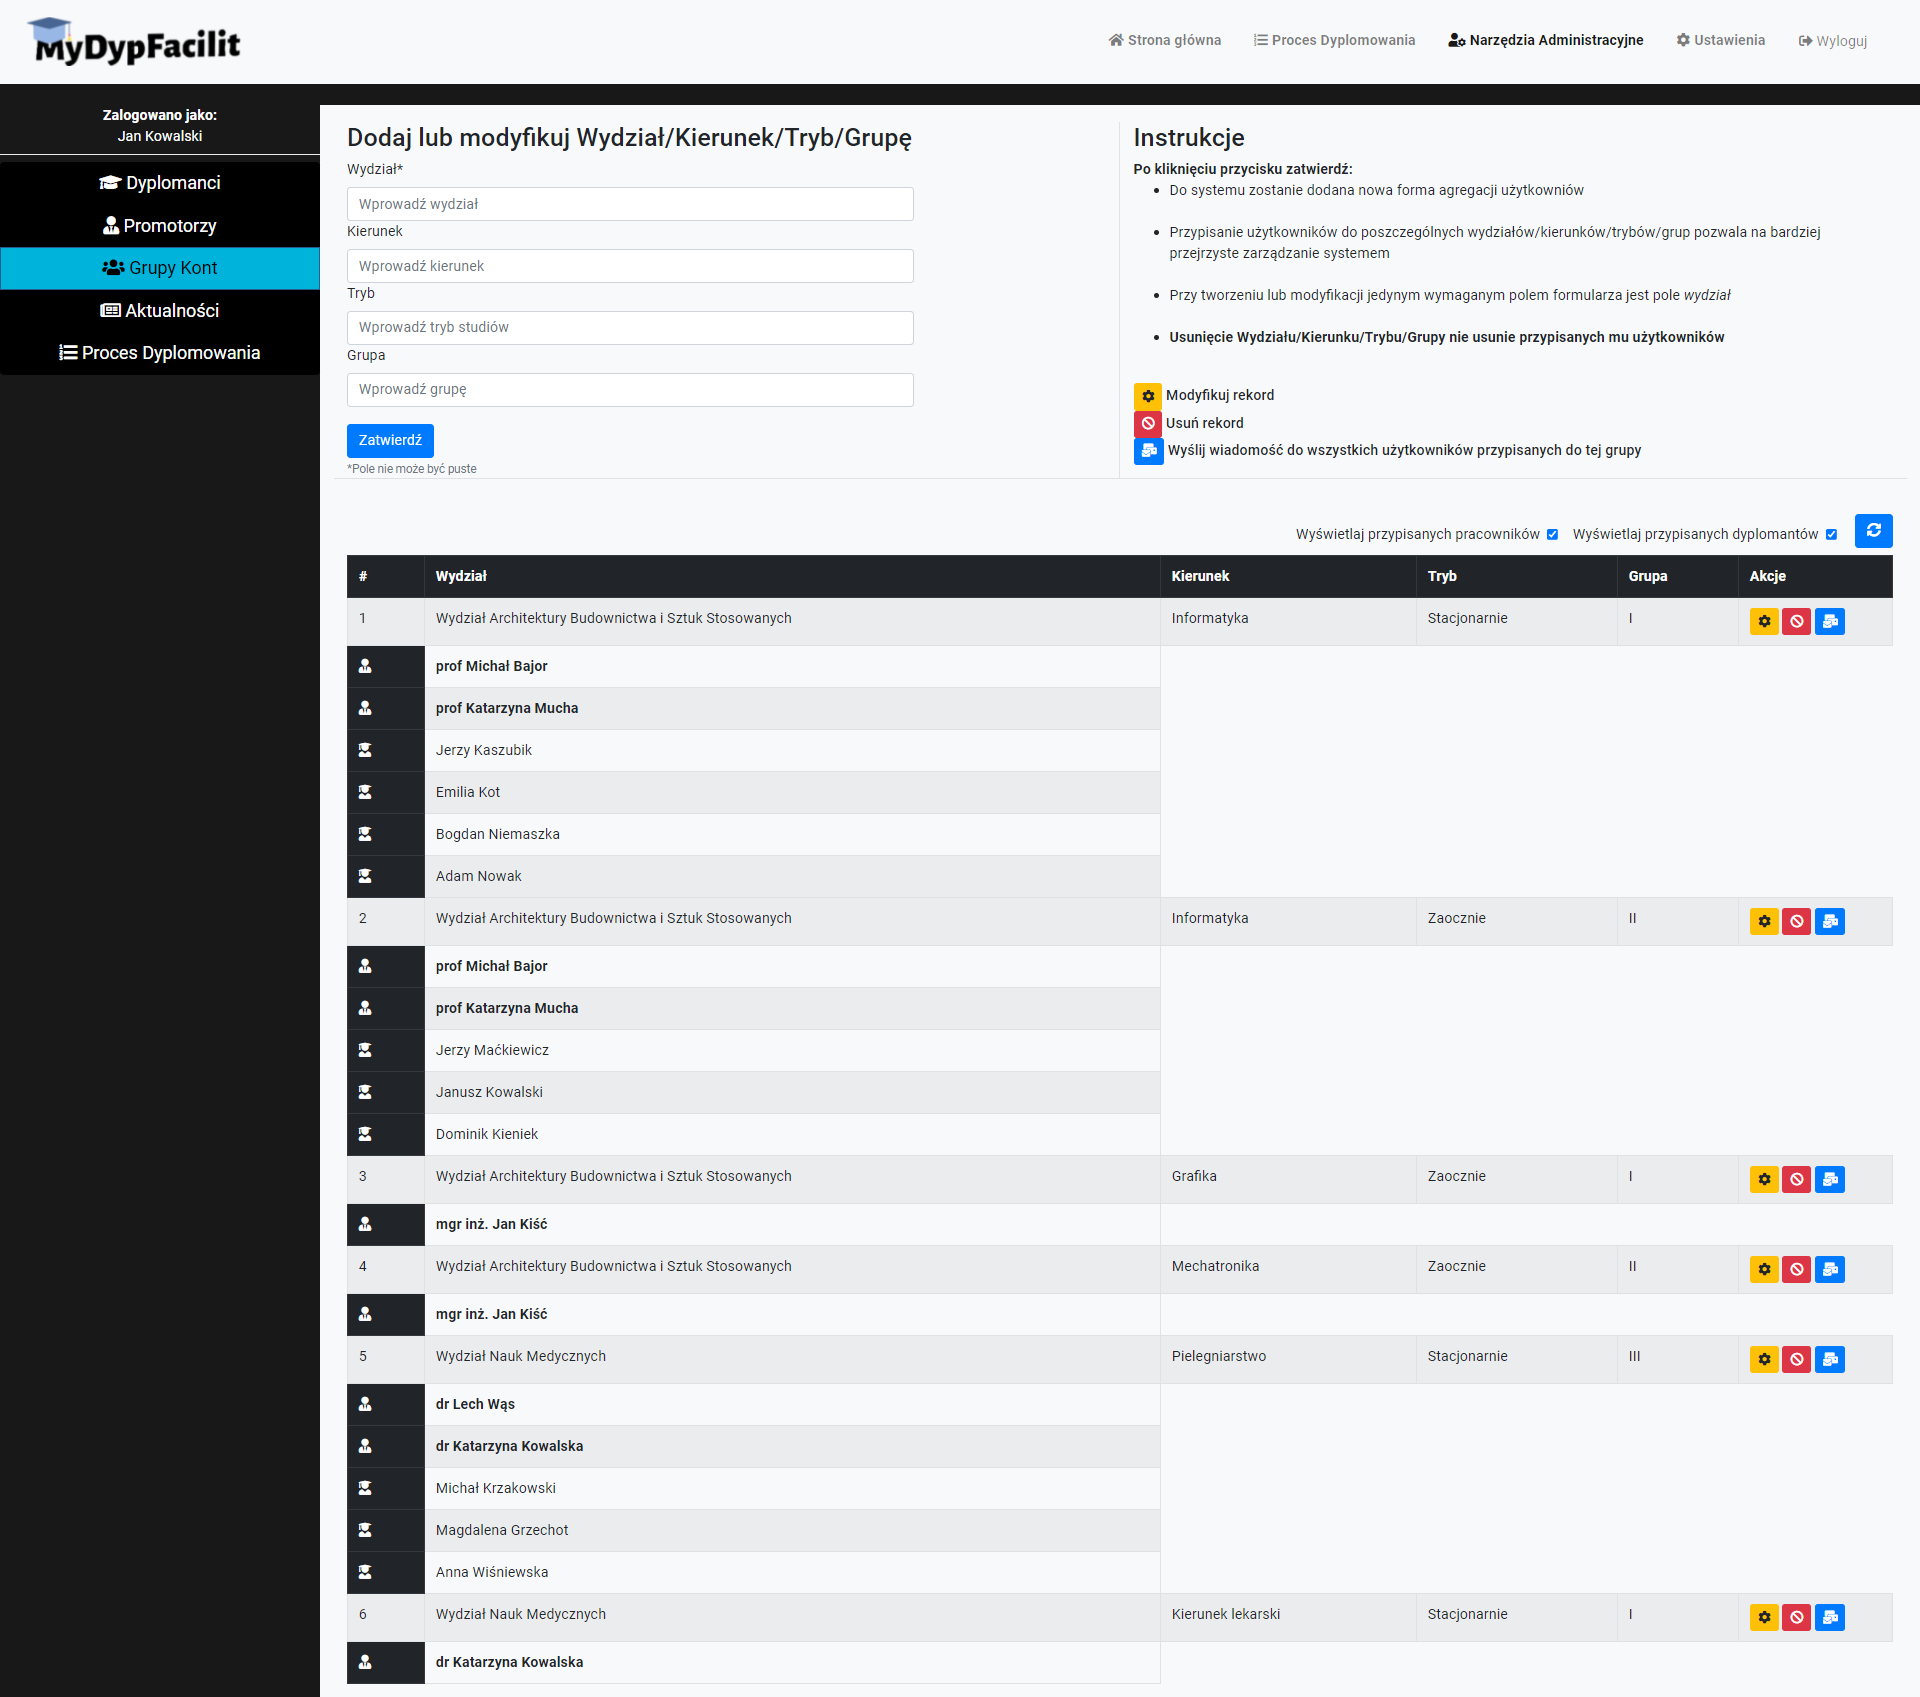 MyDypFacilit
Strona główna
Proces Dyplomowania
Narzędzia Administracyjne
Ustawienia
Wyloguj
Zalogowano jako:
Jan Kowalski
Dyplomanci
Promotorzy
Grupy Kont
Aktualności
Proces Dyplomowania
Dodaj lub modyfikuj Wydział/Kierunek/Tryb/Grupę
Wydział*
Wprowadź wydział
Kierunek
Wprowadź kierunek
Tryb
Wprowadź tryb studiów
Grupa
Wprowadź grupę
Zatwierdź
*Pole nie może być puste
Instrukcje
Po kliknięciu przycisku zatwierdź:
Do systemu zostanie dodana nowa forma agregacji użytkowniów
Przypisanie użytkowników do poszczególnych wydziałów/kierunków/trybów/grup pozwala na bardziej
przejrzyste zarządzanie systemem
Przy tworzeniu lub modyfikacji jedynym wymaganym polem formularza jest pole wydział
Usunięcie Wydziału/Kierunku/Trybu/Grupy nie usunie przypisanych mu użytkowników
Modyfikuj rekord
Usuń rekord
Wyślij wiadomość do wszystkich użytkowników przypisanych do tej grupy
Wyświetlaj przypisanych pracowników
Wyświetlaj przypisanych dyplomantów
# Wydział Kierunek Tryb Grupa Akcje
1 Wydział Architektury Budownictwa i Sztuk Stosowanych Informatyka Stacjonarnie I
prof Michał Bajor
prof Katarzyna Mucha
Jerzy Kaszubik
Emilia Kot
Bogdan Niemaszka
Adam Nowak
2 Wydział Architektury Budownictwa i Sztuk Stosowanych Informatyka Zaocznie II
prof Michał Bajor
prof Katarzyna Mucha
Jerzy Maćkiewicz
Janusz Kowalski
Dominik Kieniek
3 Wydział Architektury Budownictwa i Sztuk Stosowanych Grafika Zaocznie I
mgr inż. Jan Kiść
4 Wydział Architektury Budownictwa i Sztuk Stosowanych Mechatronika Zaocznie II
mgr inż. Jan Kiść
5 Wydział Nauk Medycznych Pielegniarstwo Stacjonarnie III
dr Lech Wąs
dr Katarzyna Kowalska
Michał Krzakowski
Magdalena Grzechot
Anna Wiśniewska
6 Wydział Nauk Medycznych Kierunek lekarski Stacjonarnie I
dr Katarzyna Kowalska